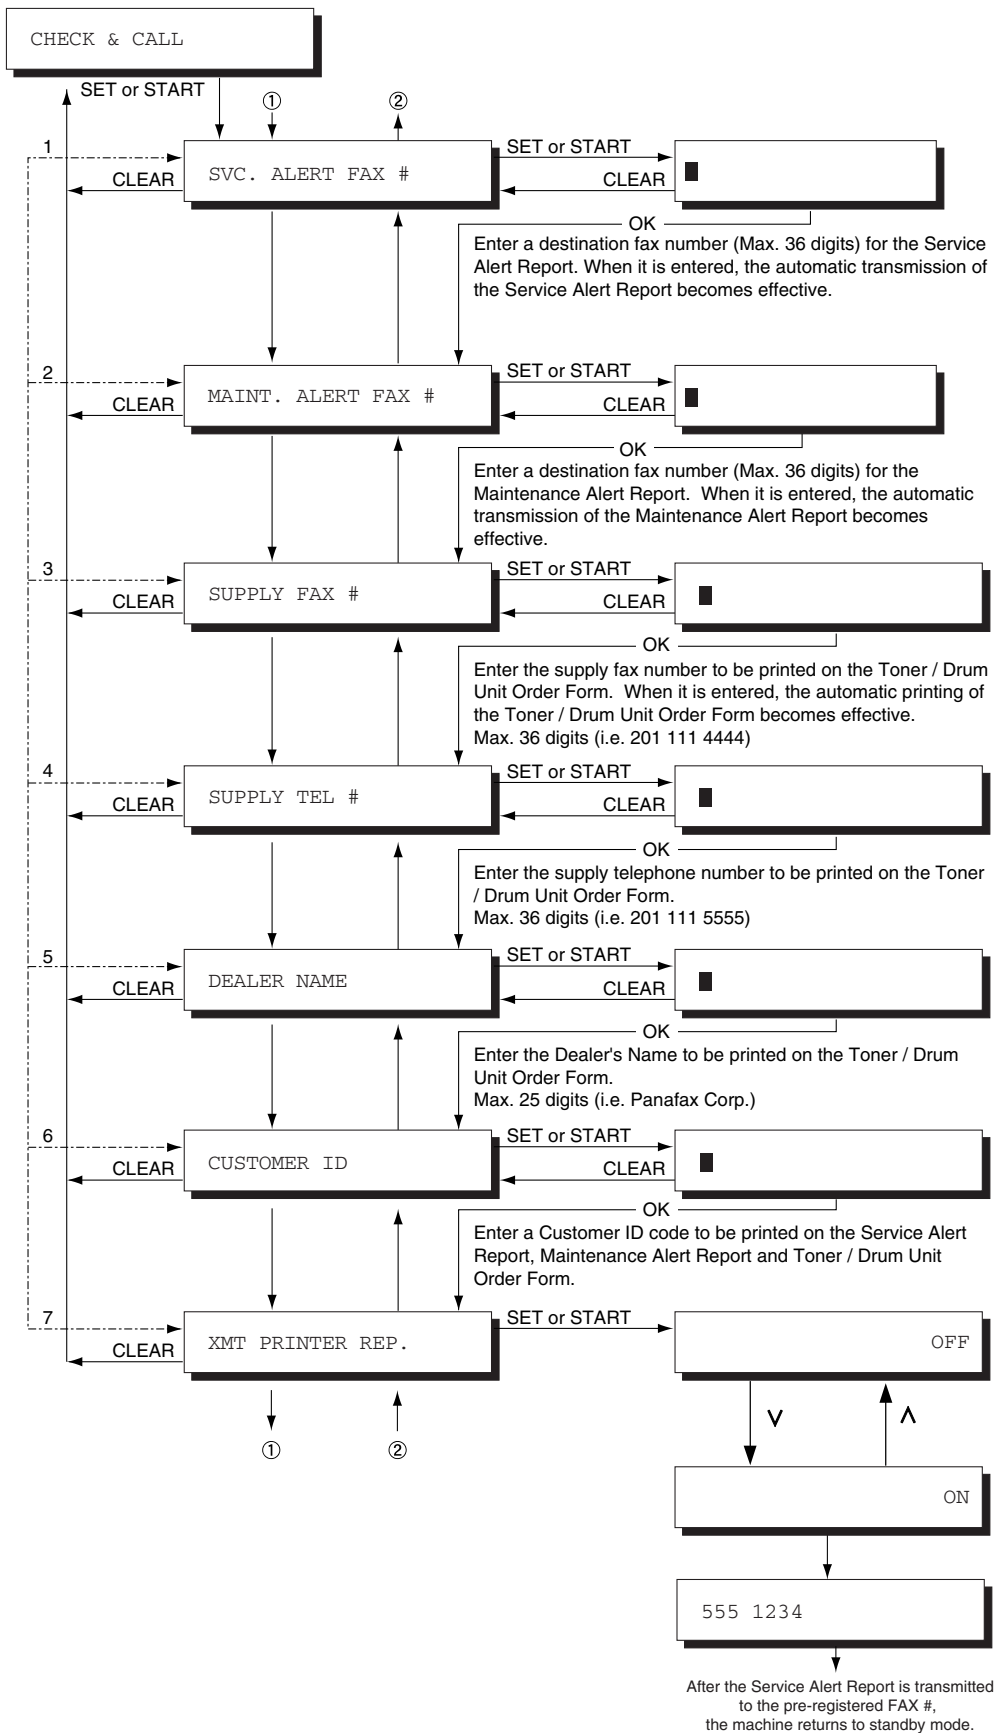 CHECK & CALL
SET or START
① ②
1 SET or START
SVC. ALERT FAX #
CLEAR CLEAR
OK
Enter a destination fax number (Max. 36 digits) for the Service
Alert Report. When it is entered, the automatic transmission of
the Service Alert Report becomes effective.
2 SET or START
MAINT. ALERT FAX #
CLEAR CLEAR
OK
Enter a destination fax number (Max. 36 digits) for the
Maintenance Alert Report. When it is entered, the automatic
transmission of the Maintenance Alert Report becomes
effective.
3 SET or START
SUPPLY FAX #
CLEAR CLEAR
OK
Enter the supply fax number to be printed on the Toner / Drum
Unit Order Form. When it is entered, the automatic printing of
the Toner / Drum Unit Order Form becomes effective.
Max. 36 digits (i.e. 201 111 4444)
4 SET or START
SUPPLY TEL #
CLEAR CLEAR
OK
Enter the supply telephone number to be printed on the Toner
/ Drum Unit Order Form.
Max. 36 digits (i.e. 201 111 5555)
5 SET or START
DEALER NAME
CLEAR CLEAR
OK
Enter the Dealer's Name to be printed on the Toner / Drum
Unit Order Form.
Max. 25 digits (i.e. Panafax Corp.)
6 SET or START
CUSTOMER ID
CLEAR CLEAR
OK
Enter a Customer ID code to be printed on the Service Alert
Report, Maintenance Alert Report and Toner / Drum Unit
Order Form.
7 SET or START
XMT PRINTER REP. OFF
CLEAR
∨ ∧
① ②
ON
555 1234
After the Service Alert Report is transmitted
to the pre-registered FAX #,
the machine returns to standby mode.